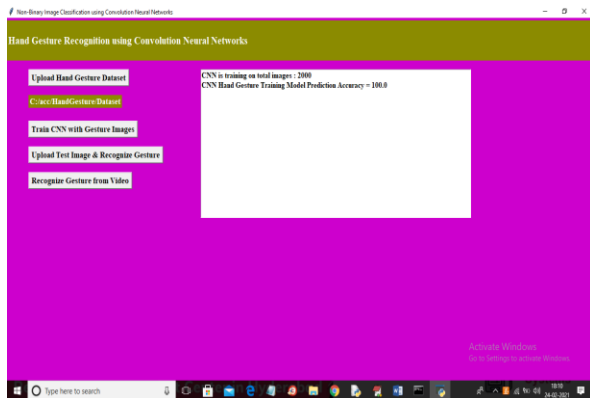 Non-Binary Image Classification using Convolution Neural Networks
Hand Gesture Recognition using Convolution Neural Networks
Upload Hand Gesture Dataset
C:/acc/HandGesture/Dataset
Train CNN with Gesture Images
Upload Test Image & Recognize Gesture
Recognize Gesture from Video
CNN is training on total images : 2000
CNN Hand Gesture Training Model Prediction Accuracy = 100.0
Activate Windows
Go to Settings to activate Windows.
Type here to search
18:10
24-02-2021